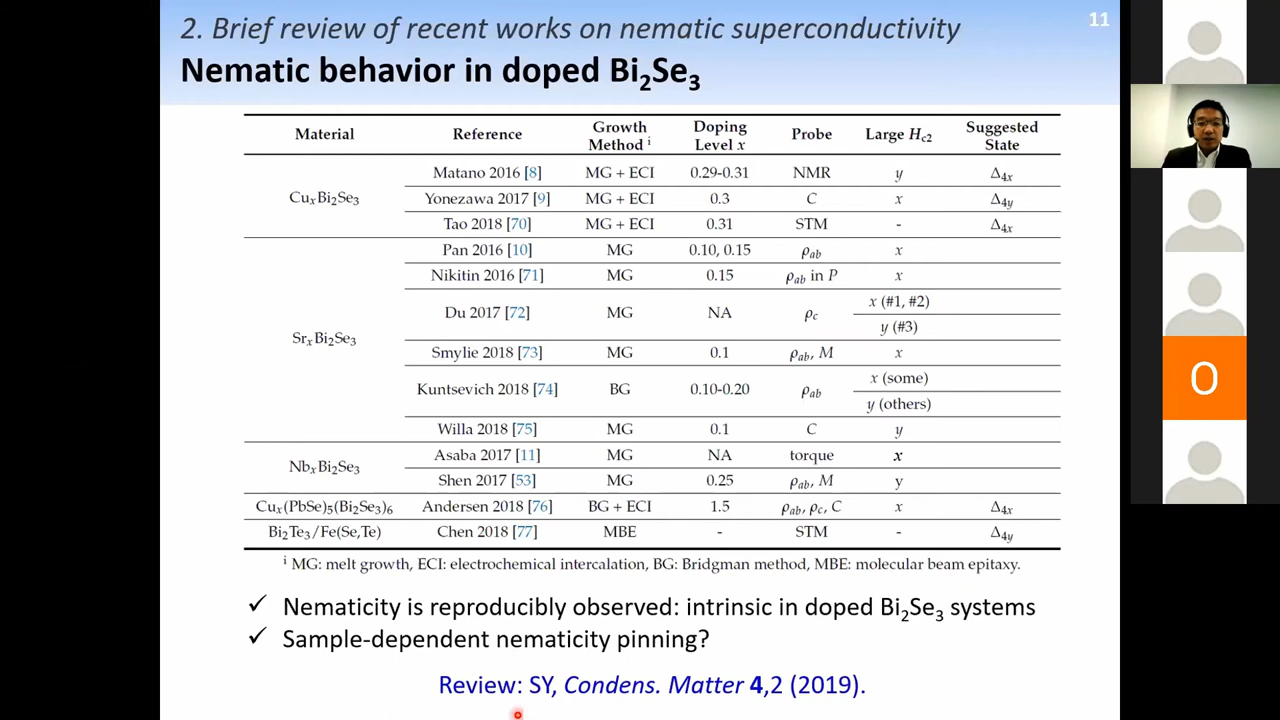 2. Brief review of recent works on nematic superconductivity
11
Nematic behavior in doped Bi₂Se₃
Material Reference Growth Method ⁱ Doping Level x Probe Large Hc2 Suggested State
CuₓBi₂Se₃
Matano 2016 [8] MG + ECI 0.29-0.31 NMR y Δ4x
Yonezawa 2017 [9] MG + ECI 0.3 C x Δ4y
Tao 2018 [70] MG + ECI 0.31 STM - Δ4x
SrₓBi₂Se₃
Pan 2016 [10] MG 0.10, 0.15 ρab x
Nikitin 2016 [71] MG 0.15 ρab in P x
Du 2017 [72] MG NA ρc x (#1, #2)
y (#3)
Smylie 2018 [73] MG 0.1 ρab, M x
Kuntsevich 2018 [74] BG 0.10-0.20 ρab x (some)
y (others)
Willa 2018 [75] MG 0.1 C y
NbₓBi₂Se₃
Asaba 2017 [11] MG NA torque x
Shen 2017 [53] MG 0.25 ρab, M y
Cuₓ(PbSe)₅(Bi₂Se₃)₆ Andersen 2018 [76] BG + ECI 1.5 ρab, ρc, C x Δ4x
Bi₂Te₃/Fe(Se,Te) Chen 2018 [77] MBE - STM - Δ4y
ⁱ MG: melt growth, ECI: electrochemical intercalation, BG: Bridgman method, MBE: molecular beam epitaxy.
✓ Nematicity is reproducibly observed: intrinsic in doped Bi₂Se₃ systems
✓ Sample-dependent nematicity pinning?
Review: SY, Condens. Matter 4,2 (2019).
O